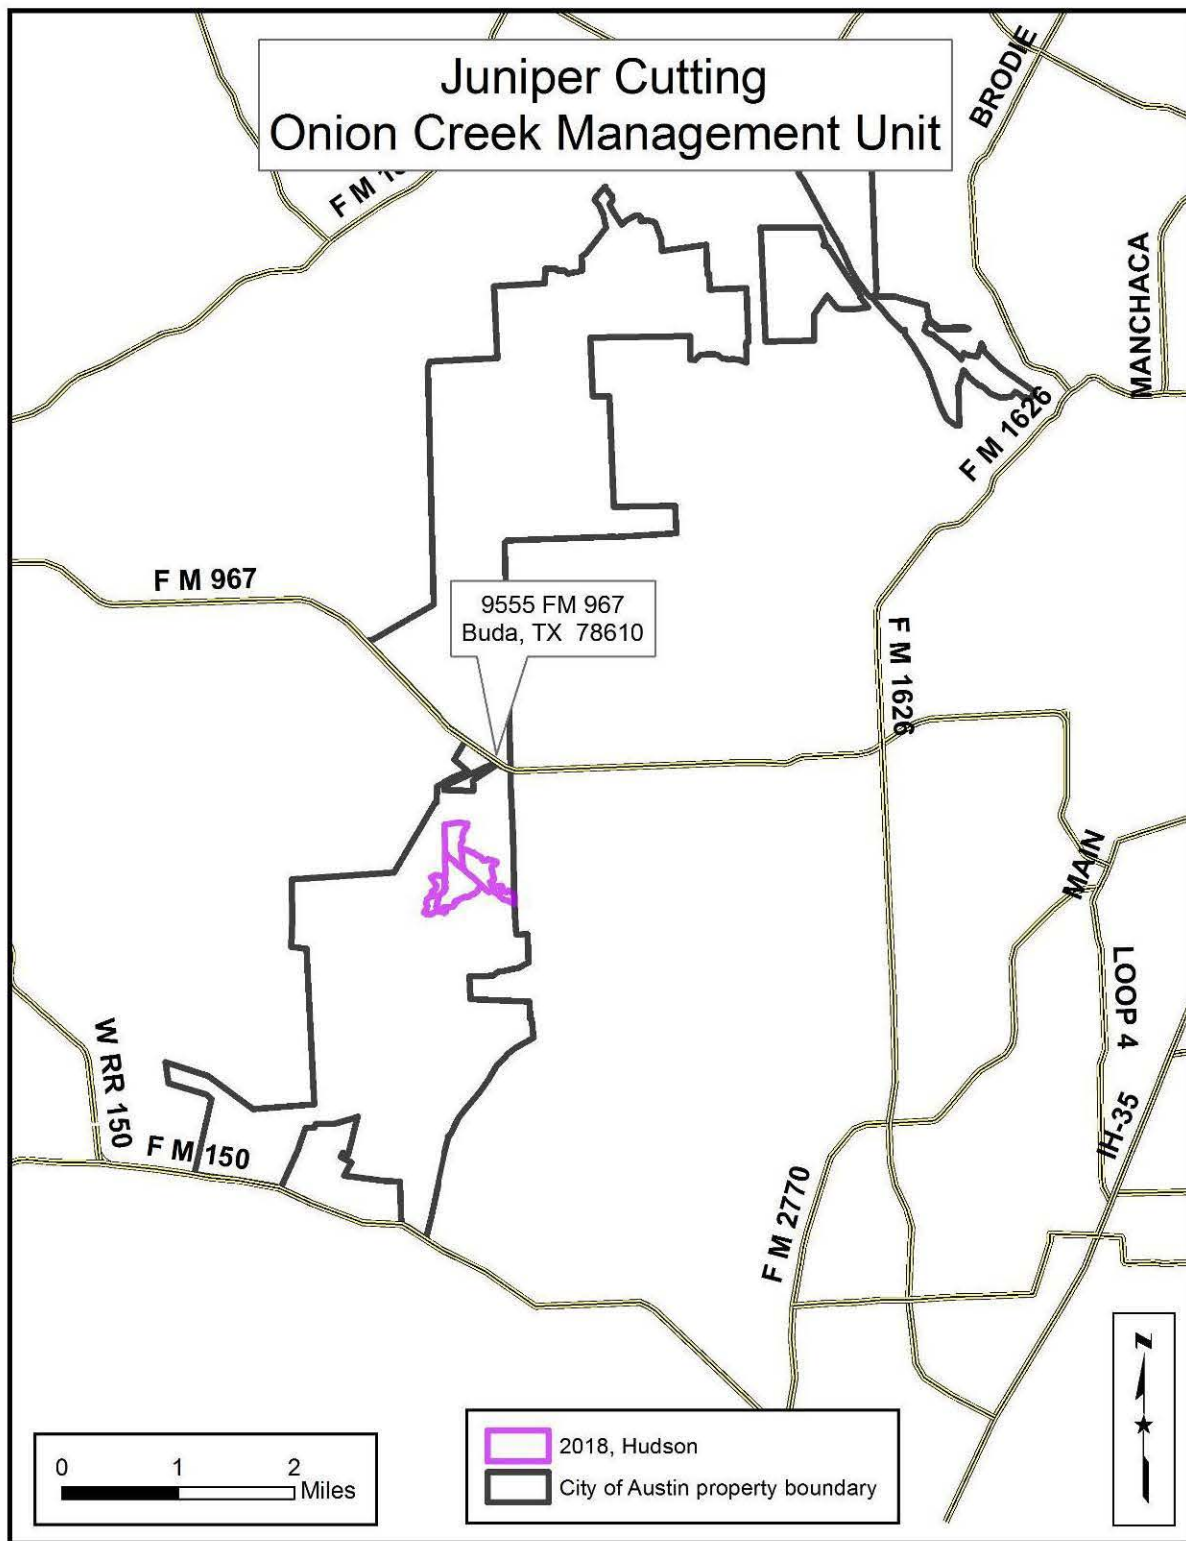 Juniper Cutting
Onion Creek Management Unit
BRODIE
F M
MANCHACA
F M 1626
F M 967
9555 FM 967
Buda, TX 78610
F M 1626
MAIN
LOOP 4
W RR 150
F M 150
IH-35
F M 2770
N
0 1 2
Miles
2018, Hudson
City of Austin property boundary